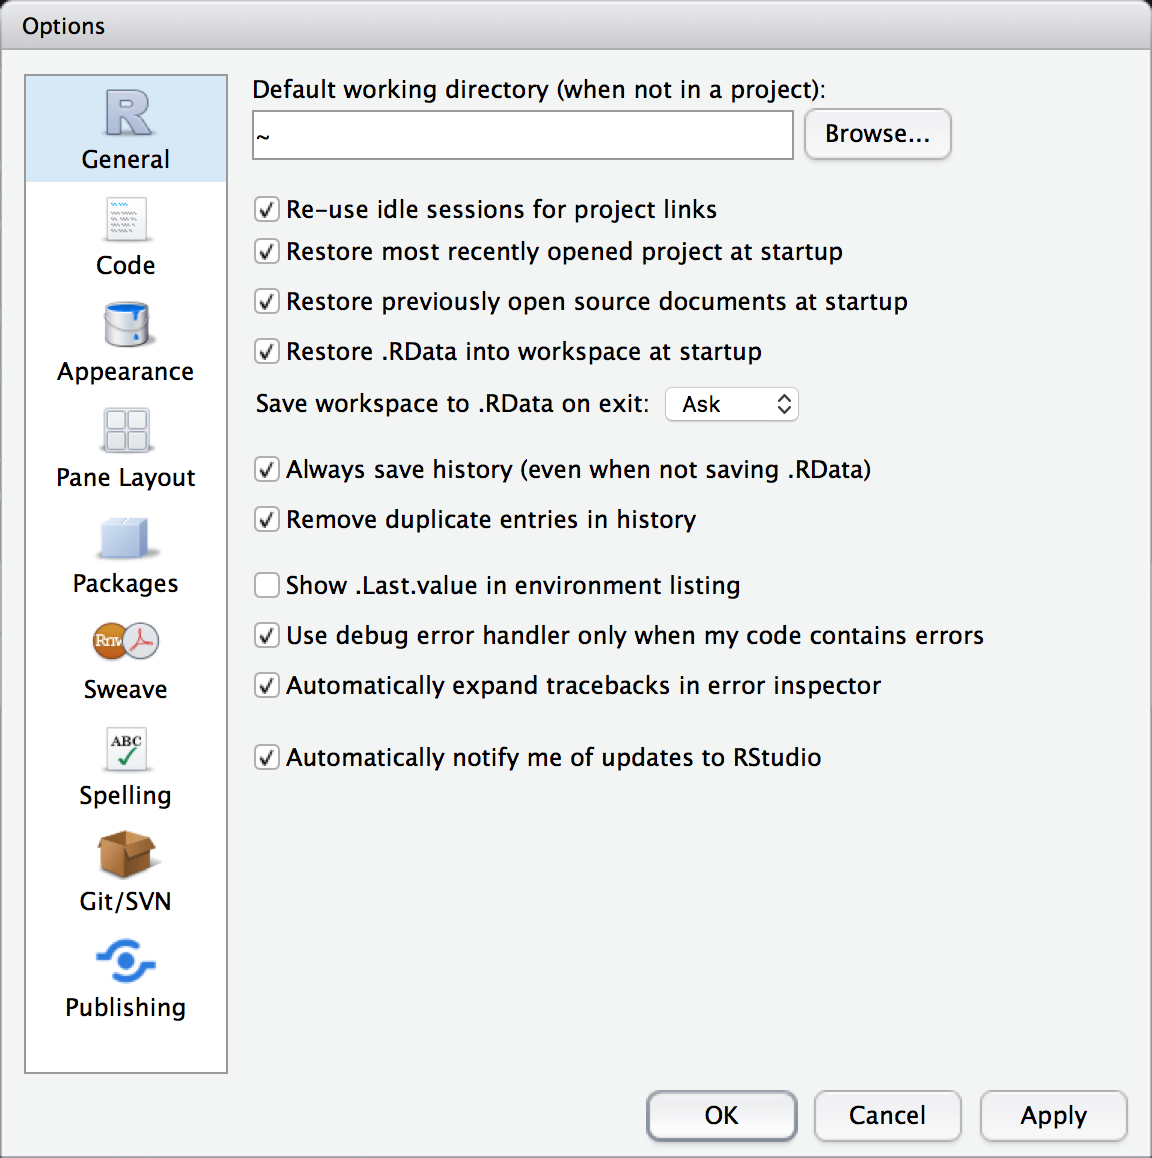 Options
General
Code
Appearance
Pane Layout
Packages
Rnw
Sweave
ABC
Spelling
Git/SVN
Publishing
Default working directory (when not in a project):
~
Browse...
Re-use idle sessions for project links
Restore most recently opened project at startup
Restore previously open source documents at startup
Restore .RData into workspace at startup
Save workspace to .RData on exit: Ask
Always save history (even when not saving .RData)
Remove duplicate entries in history
Show .Last.value in environment listing
Use debug error handler only when my code contains errors
Automatically expand tracebacks in error inspector
Automatically notify me of updates to RStudio
OK Cancel Apply